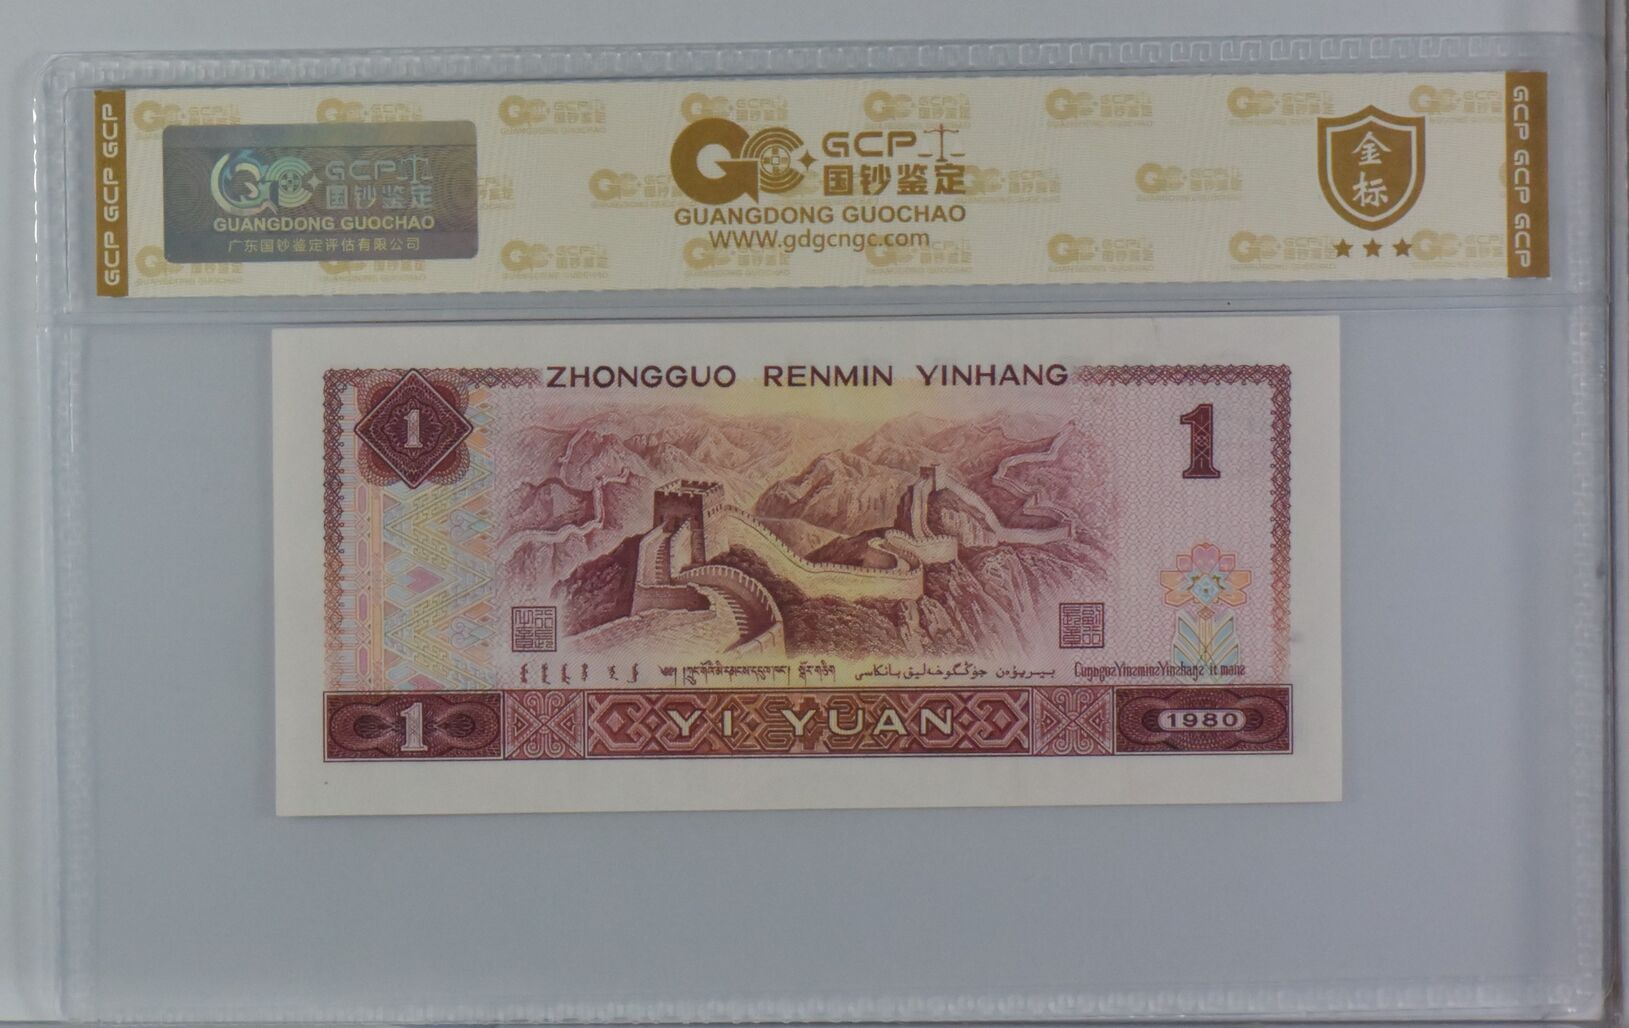 GCP GCP GCP
GCP
国钞鉴定
GUANGDONG GUOCHAO
广东国钞鉴定评估有限公司
GCP
国钞鉴定
GUANGDONG GUOCHAO
WWW.gdgcngc.com
金
标
GCP GCP GCP
ZHONGGUO RENMIN YINHANG
1
1
1
YI YUAN
1980